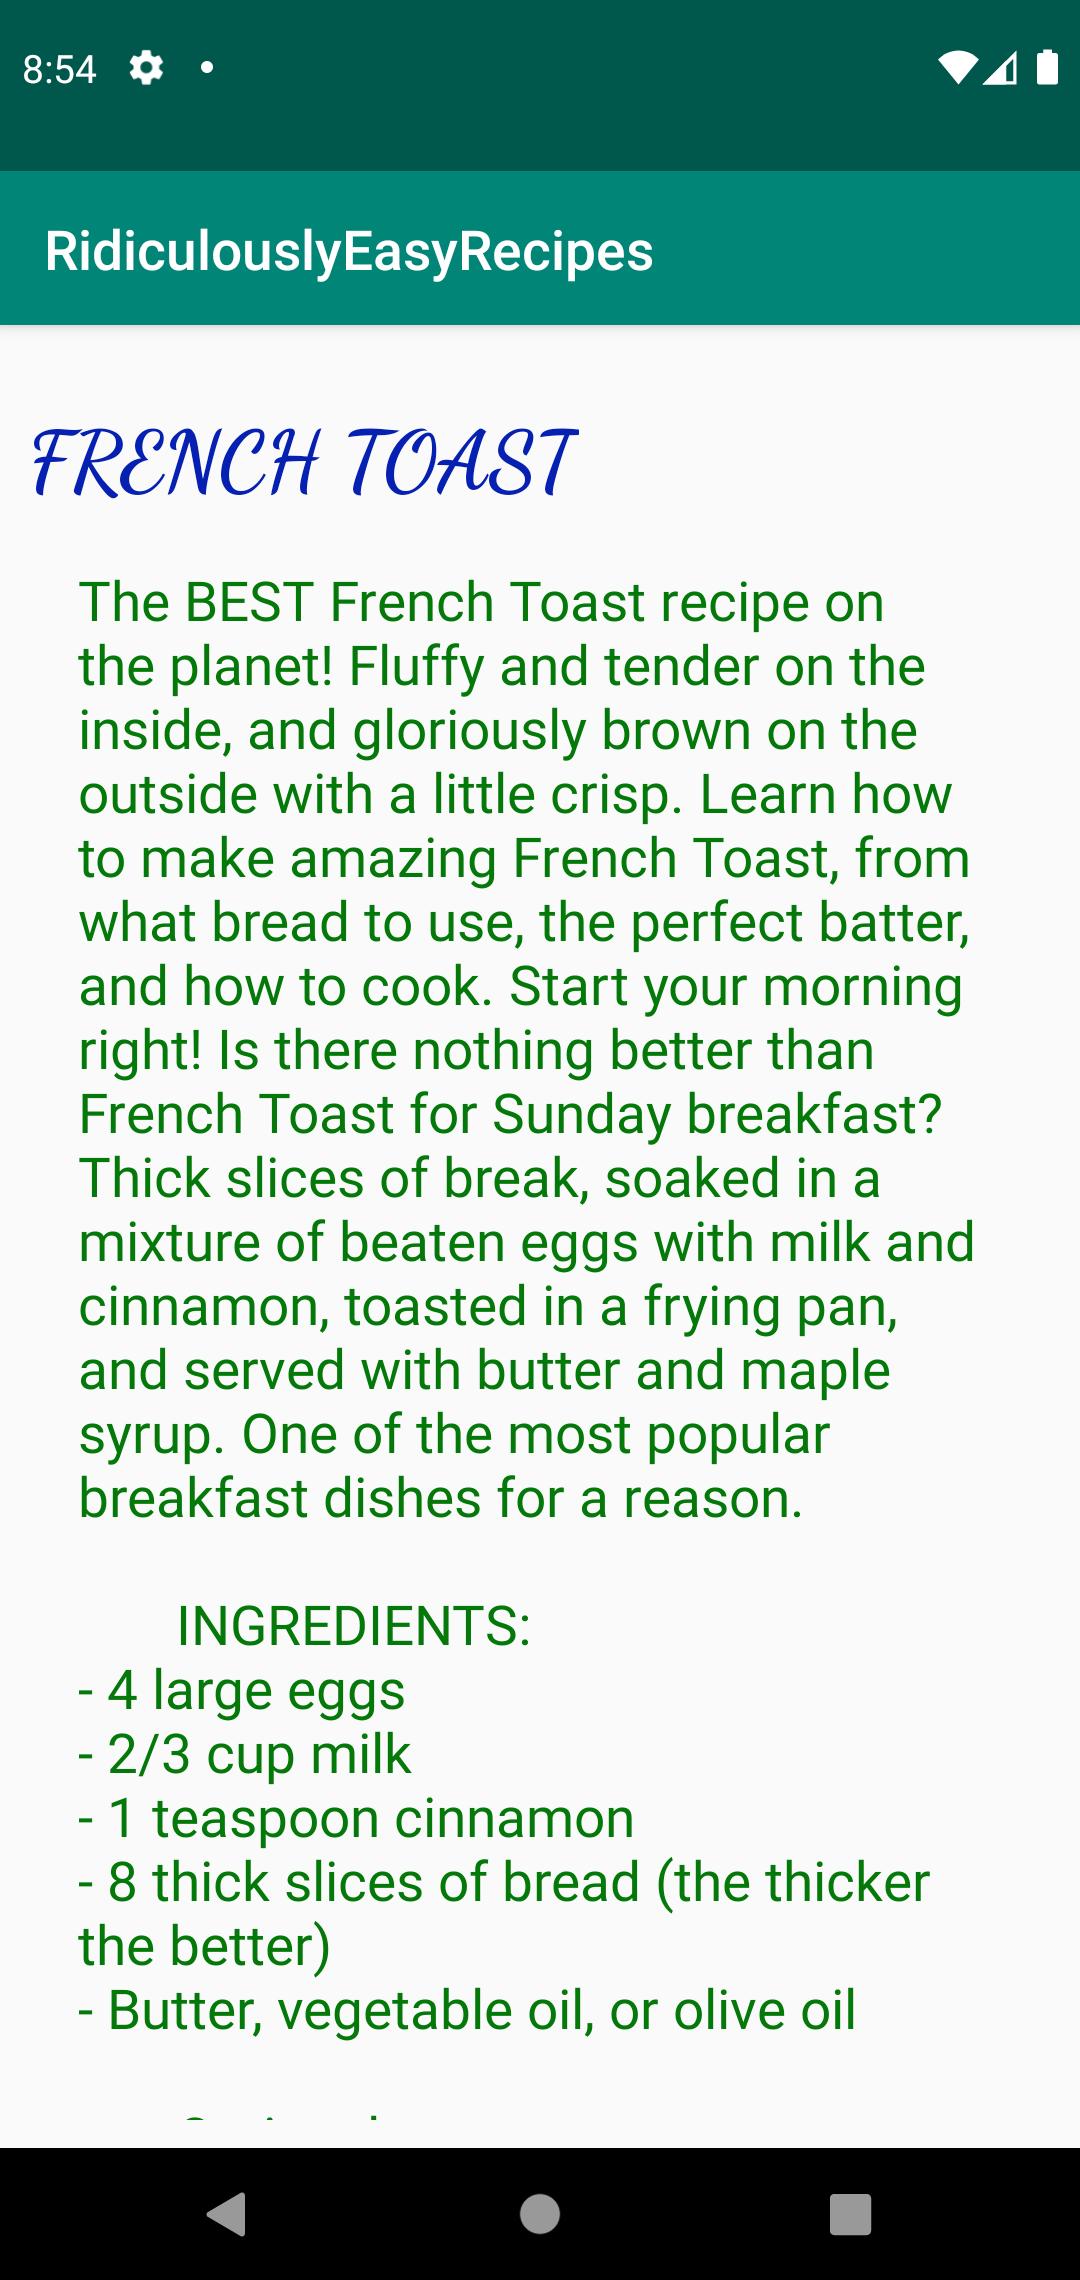 8:54
RidiculouslyEasyRecipes
FRENCH TOAST
The BEST French Toast recipe on
the planet! Fluffy and tender on the
inside, and gloriously brown on the
outside with a little crisp. Learn how
to make amazing French Toast, from
what bread to use, the perfect batter,
and how to cook. Start your morning
right! Is there nothing better than
French Toast for Sunday breakfast?
Thick slices of break, soaked in a
mixture of beaten eggs with milk and
cinnamon, toasted in a frying pan,
and served with butter and maple
syrup. One of the most popular
breakfast dishes for a reason.
INGREDIENTS:
- 4 large eggs
- 2/3 cup milk
- 1 teaspoon cinnamon
- 8 thick slices of bread (the thicker
the better)
- Butter, vegetable oil, or olive oil